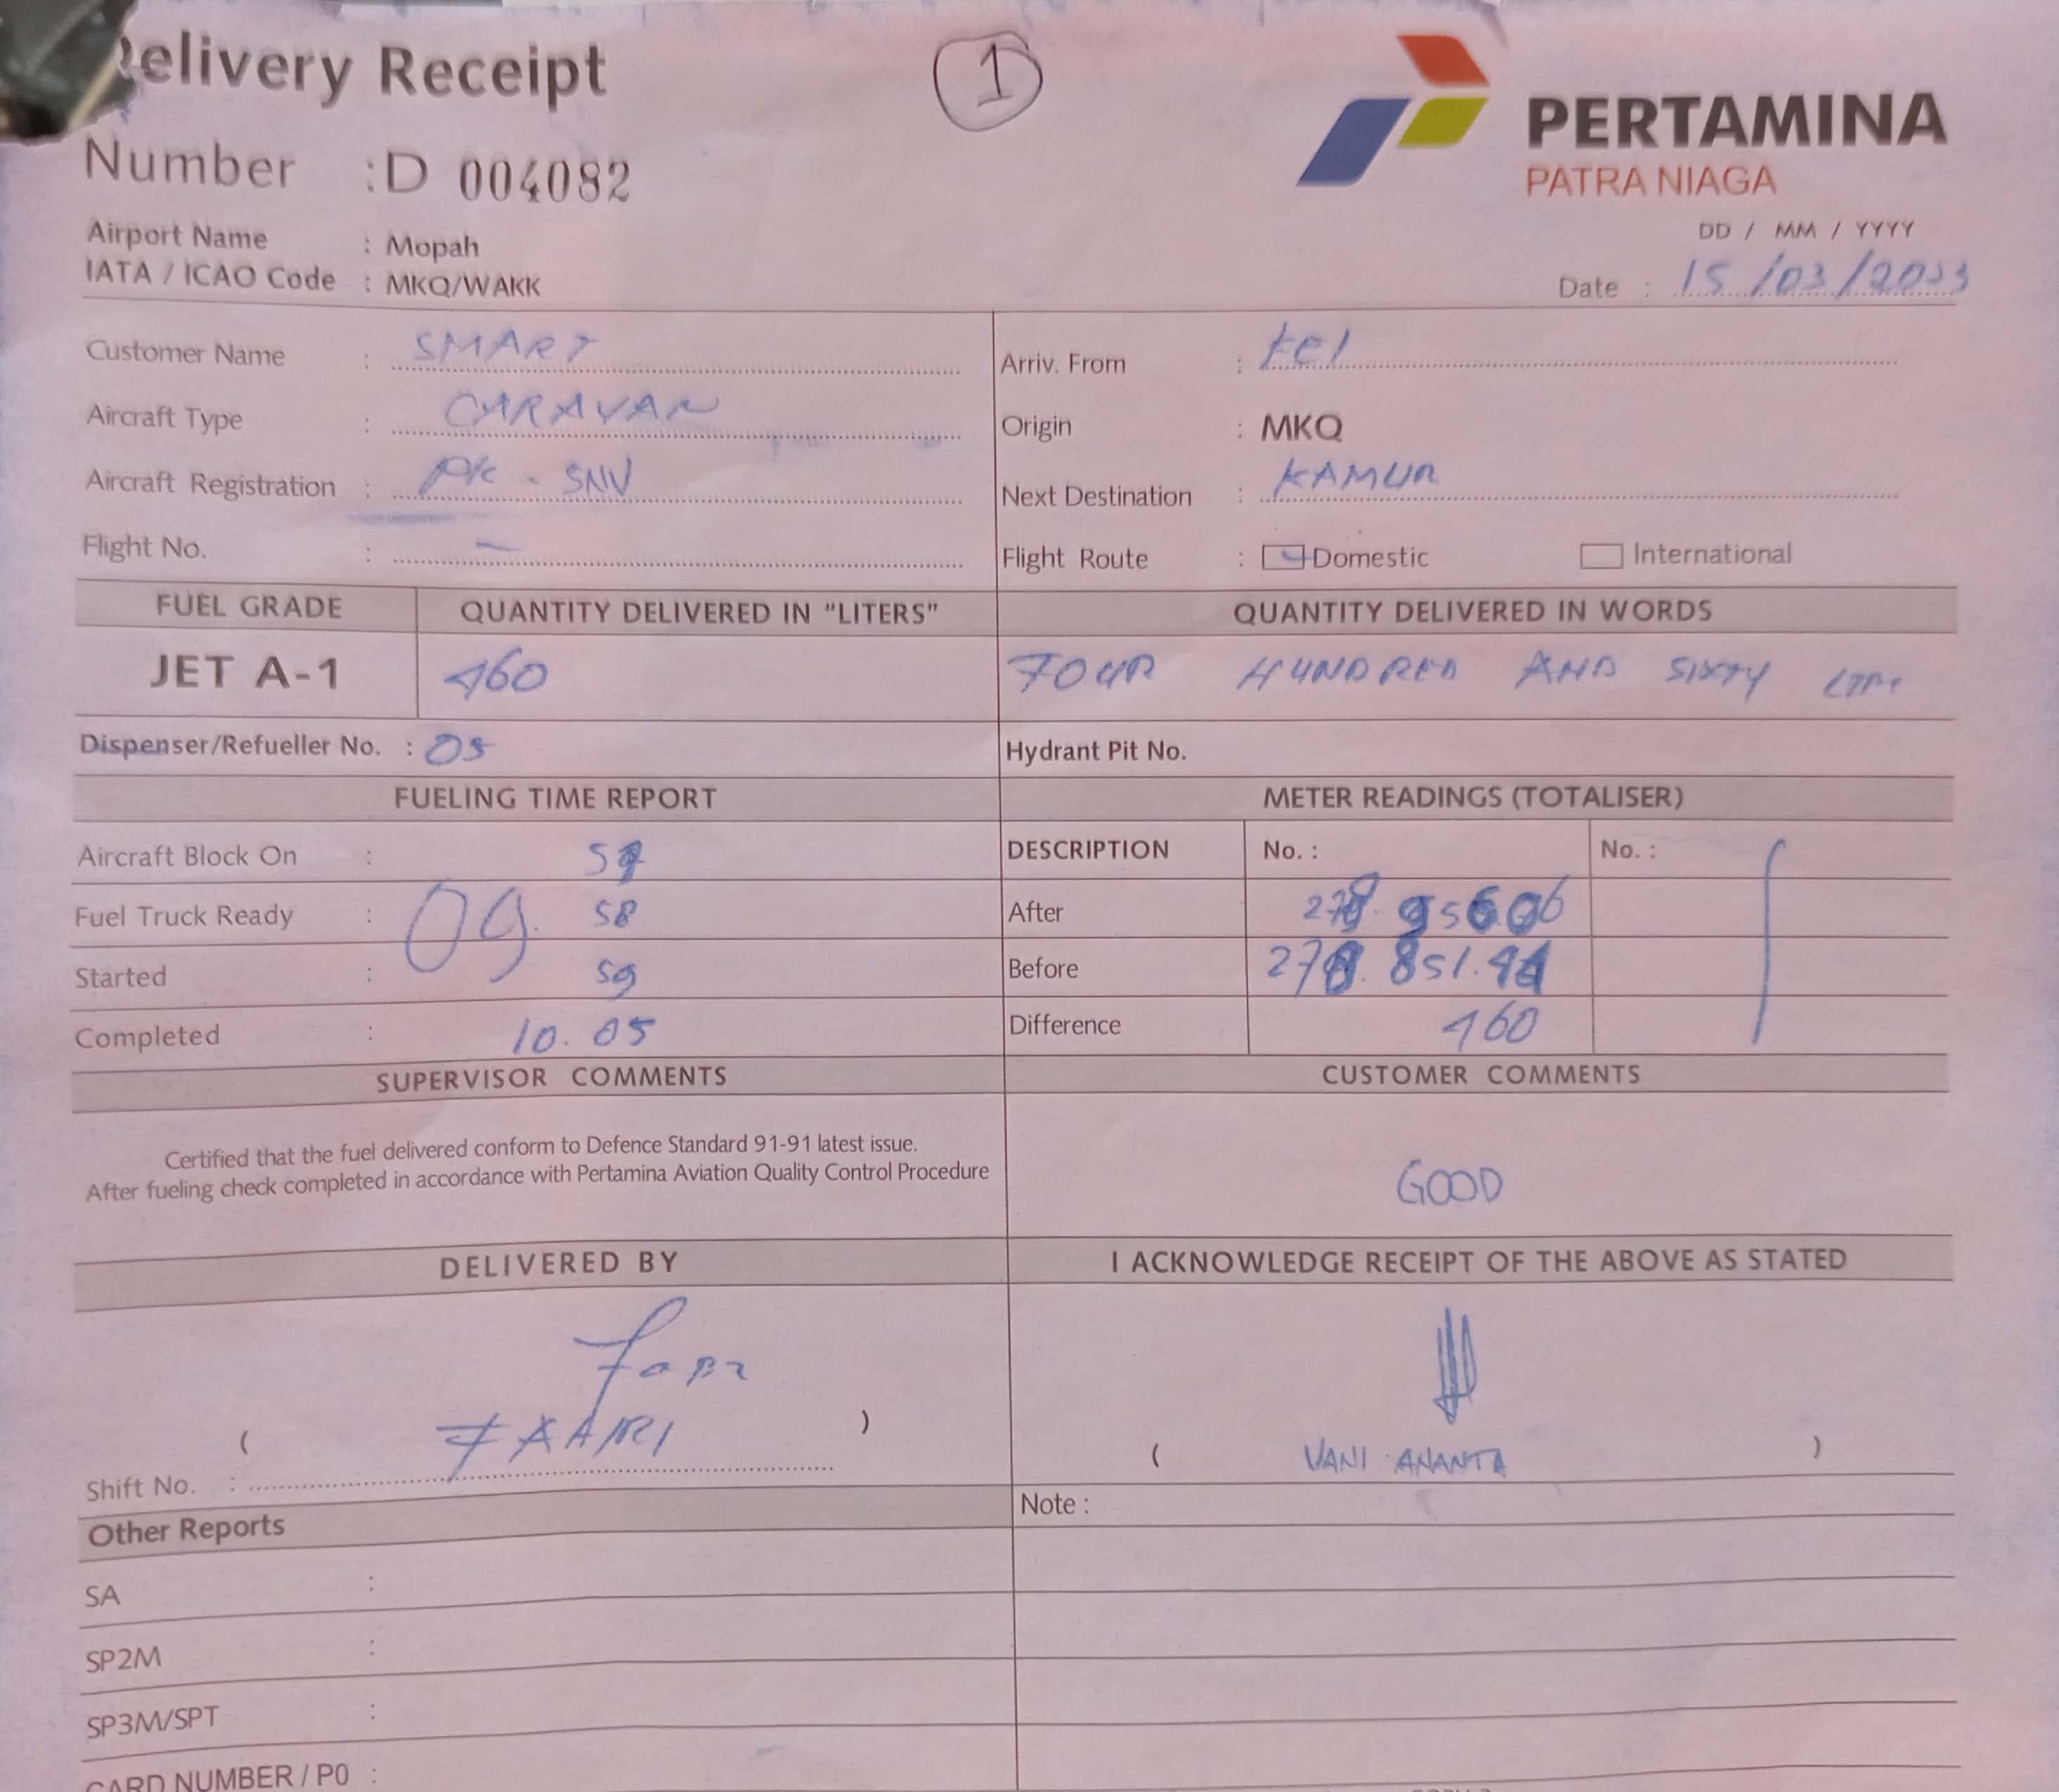 elivery Receipt
1
PERTAMINA
PATRA NIAGA
Number : D 004082
Airport Name : Mopah
IATA / ICAO Code : MKQ/WAKK
DD / MM / YYYY
Date : 15/03/2023
Customer Name : SMART
Arriv. From : kel
Aircraft Type : CARAVAN
Origin : MKQ
Aircraft Registration : PK - SNV
Next Destination : KAMUR
Flight No. : -
Flight Route : Domestic International
FUEL GRADE QUANTITY DELIVERED IN "LITERS" QUANTITY DELIVERED IN WORDS
JET A-1 460 FOUR HUNDRED AND SIXTY LTR
Dispenser/Refueller No. : 05 Hydrant Pit No.
FUELING TIME REPORT METER READINGS (TOTALISER)
Aircraft Block On : DESCRIPTION No. : No. :
Fuel Truck Ready : 09. 58 After
Started : 59 Before
Completed : 10. 05 Difference 460
SUPERVISOR COMMENTS CUSTOMER COMMENTS
Certified that the fuel delivered conform to Defence Standard 91-91 latest issue.
After fueling check completed in accordance with Pertamina Aviation Quality Control Procedure
GOOD
DELIVERED BY I ACKNOWLEDGE RECEIPT OF THE ABOVE AS STATED
( )
( VANI ANANTA )
Shift No. :
Note :
Other Reports
SA :
SP2M :
SP3M/SPT :
CARD NUMBER / P0 :